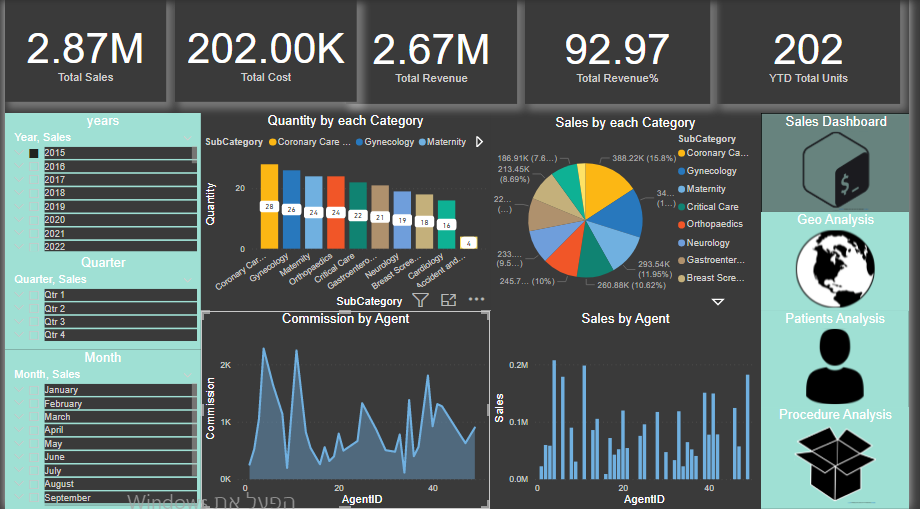 2.87M
Total Sales
202.00K
Total Cost
2.67M
Total Revenue
92.97
Total Revenue%
202
YTD Total Units
years
Year, Sales
2015
2016
2017
2018
2019
2020
2021
2022
Quarter
Quarter, Sales
Qtr 1
Qtr 2
Qtr 3
Qtr 4
Month
Month, Sales
January
February
March
April
May
June
July
August
September
Quantity by each Category
SubCategory Coronary Care ... Gynecology Maternity
Quantity
20
0
28
26
24
24
22
21
19
18
16
4
Coronary Car...
Gynecology
Maternity
Orthopaedics
Critical Care
Gastroentero...
Neurology
Breast Scree...
Cardiology
Accident and...
SubCategory
Sales by each Category
388.22K (15.8%)
34...
(1...)
293.54K
(11.95%)
260.88K (10.62%)
245.7... (10%)
233....
(9.5...)
22...
(...)
213.45K
(8.69%)
186.91K (7.6...)
SubCategory
Coronary Ca...
Gynecology
Maternity
Critical Care
Orthopaedics
Neurology
Gastroenter...
Breast Scre...
Commission by Agent
Commission
2K
1K
0K
0
20
40
AgentID
Sales by Agent
Sales
0.2M
0.1M
0.0M
0
20
40
AgentID
Sales Dashboard
$_
Geo Analysis
Patients Analysis
Procedure Analysis
הפעל את Windows